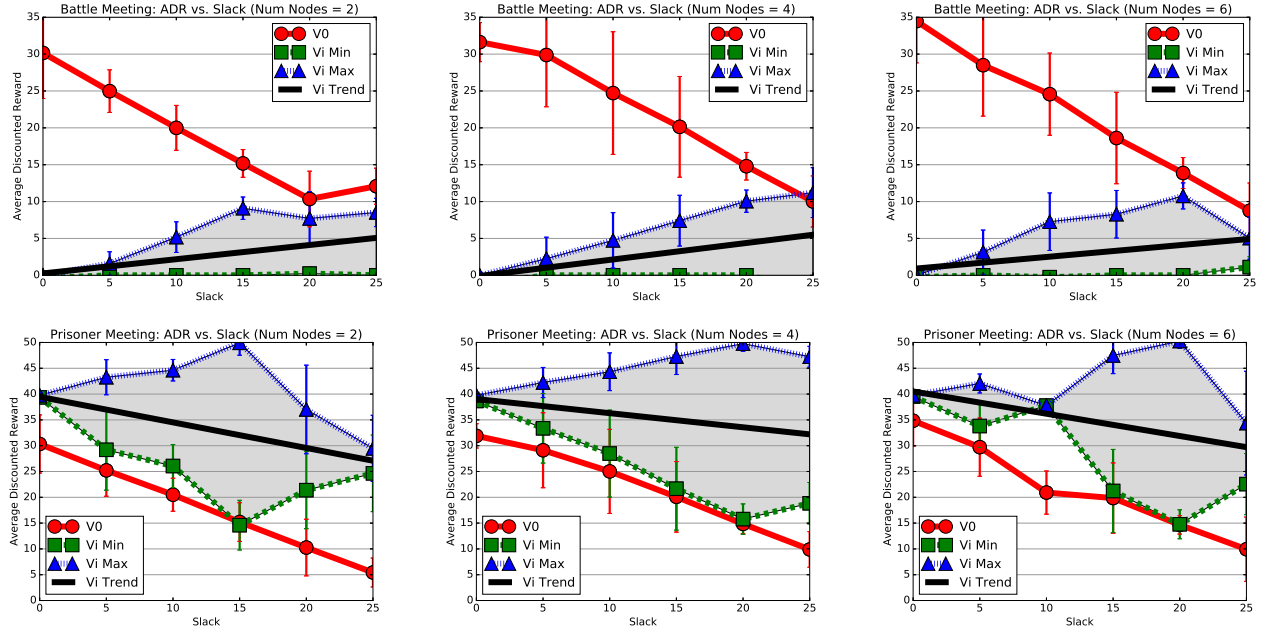 Battle Meeting: ADR vs. Slack (Num Nodes = 2)
35
30
25
20
15
10
5
0
Average Discounted Reward
V0
Vi Min
Vi Max
Vi Trend
0 5 10 15 20 25
Slack
Battle Meeting: ADR vs. Slack (Num Nodes = 4)
35
30
25
20
15
10
5
0
Average Discounted Reward
V0
Vi Min
Vi Max
Vi Trend
0 5 10 15 20 25
Slack
Battle Meeting: ADR vs. Slack (Num Nodes = 6)
35
30
25
20
15
10
5
0
Average Discounted Reward
V0
Vi Min
Vi Max
Vi Trend
0 5 10 15 20 25
Slack
Prisoner Meeting: ADR vs. Slack (Num Nodes = 2)
50
45
40
35
30
25
20
15
10
5
0
Average Discounted Reward
V0
Vi Min
Vi Max
Vi Trend
0 5 10 15 20 25
Slack
Prisoner Meeting: ADR vs. Slack (Num Nodes = 4)
50
45
40
35
30
25
20
15
10
5
0
Average Discounted Reward
V0
Vi Min
Vi Max
Vi Trend
0 5 10 15 20 25
Slack
Prisoner Meeting: ADR vs. Slack (Num Nodes = 6)
50
45
40
35
30
25
20
15
10
5
0
Average Discounted Reward
V0
Vi Min
Vi Max
Vi Trend
0 5 10 15 20 25
Slack